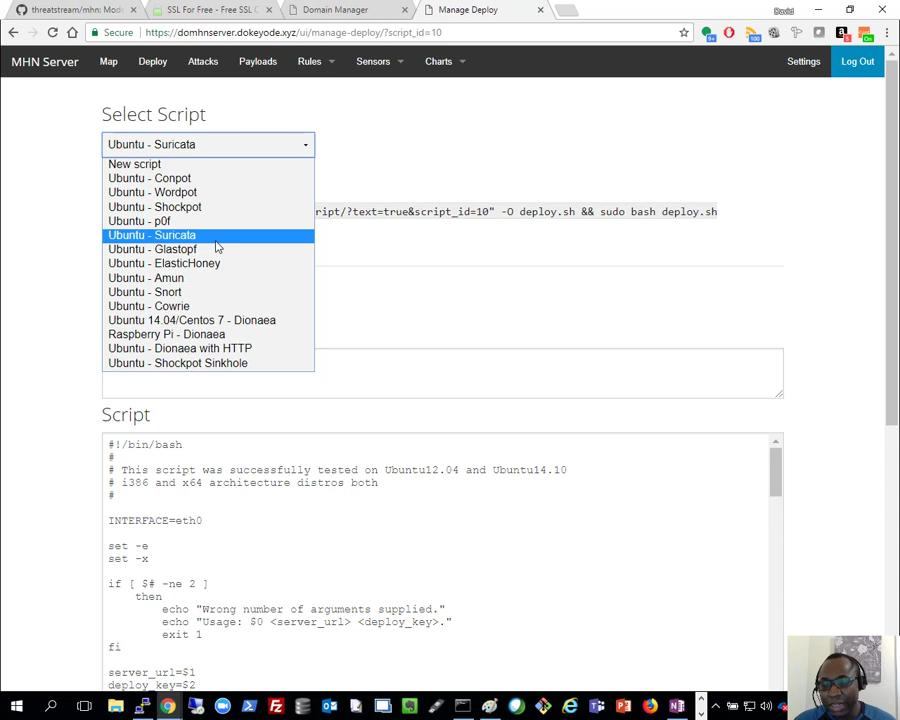 threatstream/mhn: Mode
SSL For Free - Free SSL C
Domain Manager
Manage Deploy
David
Secure
https://domhnserver.dokeyode.xyz/ui/manage-deploy/?script_id=10
MHN Server
Map
Deploy
Attacks
Payloads
Rules
Sensors
Charts
Settings
Log Out
Select Script
Ubuntu - Suricata
New script
Ubuntu - Conpot
Ubuntu - Wordpot
Ubuntu - Shockpot
ript/?text=true&script_id=10" -O deploy.sh && sudo bash deploy.sh
Ubuntu - p0f
Ubuntu - Suricata
Ubuntu - Glastopf
Ubuntu - ElasticHoney
Ubuntu - Amun
Ubuntu - Snort
Ubuntu - Cowrie
Ubuntu 14.04/Centos 7 - Dionaea
Raspberry Pi - Dionaea
Ubuntu - Dionaea with HTTP
Ubuntu - Shockpot Sinkhole
Script
#!/bin/bash
#
# This script was successfully tested on Ubuntu12.04 and Ubuntu14.10
# i386 and x64 architecture distros both
#
INTERFACE=eth0
set -e
set -x
if [ $# -ne 2 ]
then
echo "Wrong number of arguments supplied."
echo "Usage: $0 <server_url> <deploy_key>."
exit 1
fi
server_url=$1
deploy_key=$2